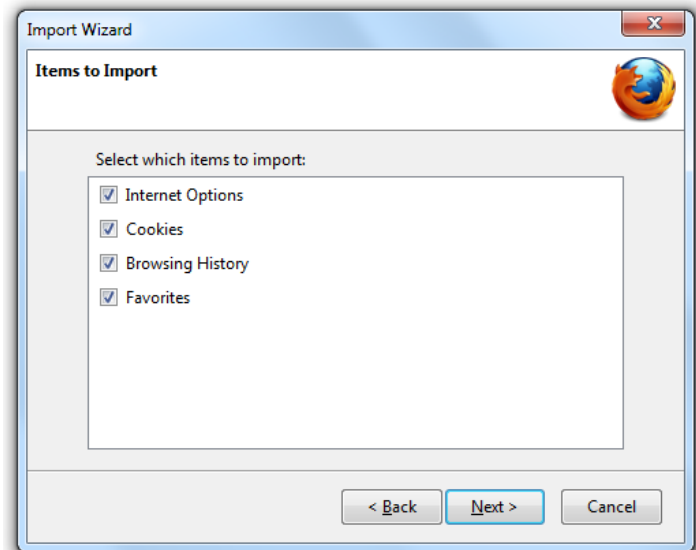 Import Wizard
Items to Import
Select which items to import:
Internet Options
Cookies
Browsing History
Favorites
< Back Next > Cancel